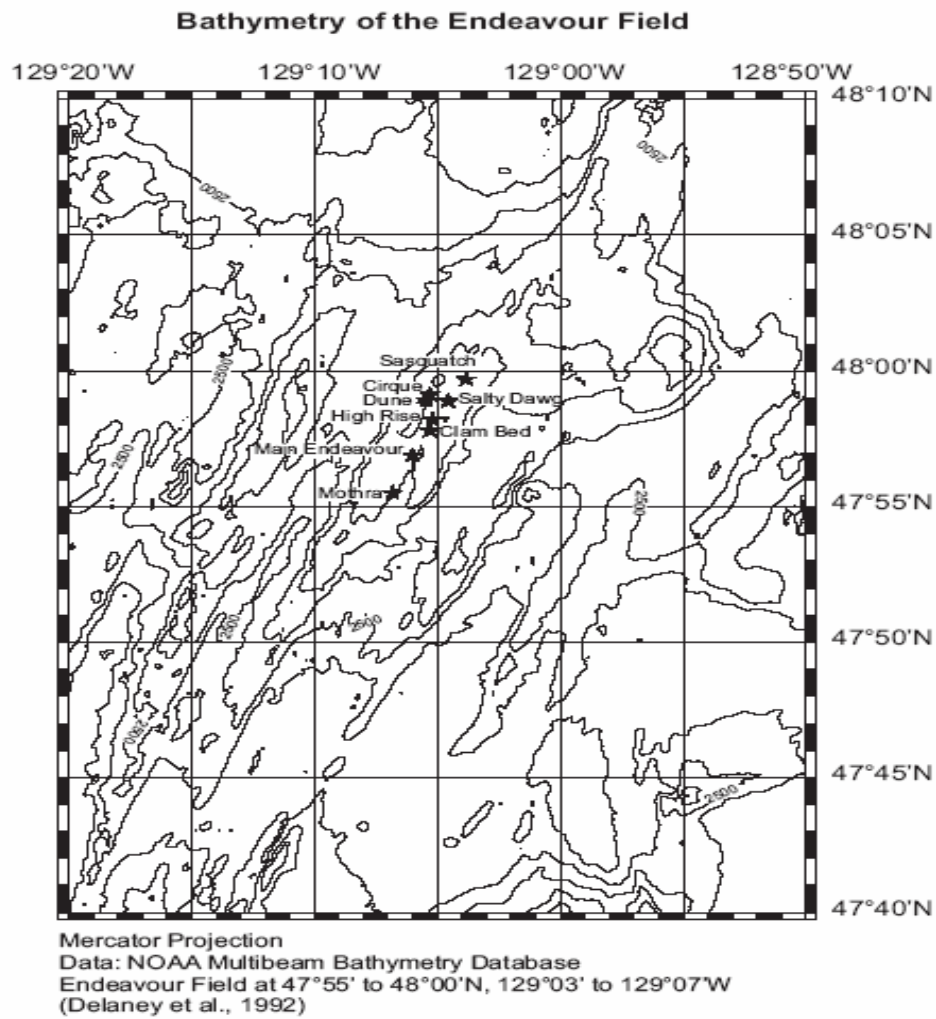 Bathymetry of the Endeavour Field
129°20'W 129°10'W 129°00'W 128°50'W
48°10'N
2500
2500
48°05'N
48°00'N
Sasquatch
2500
Cirque
Dune
Salty Dawg
High Rise
Clam Bed
Main Endeavour
2500
Mothra
2500
47°55'N
2500
2500
47°50'N
2500
47°45'N
2500
47°40'N
Mercator Projection
Data: NOAA Multibeam Bathymetry Database
Endeavour Field at 47°55' to 48°00'N, 129°03' to 129°07'W
(Delaney et al., 1992)